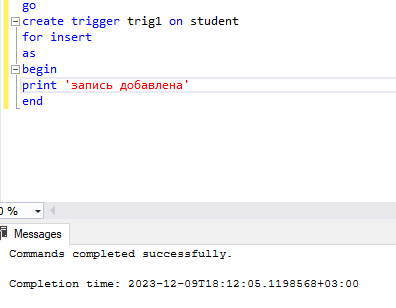 go
create trigger trig1 on student
for insert
as
begin
print 'запись добавлена'
end
0 %
Messages
Commands completed successfully.
Completion time: 2023-12-09T18:12:05.1198568+03:00